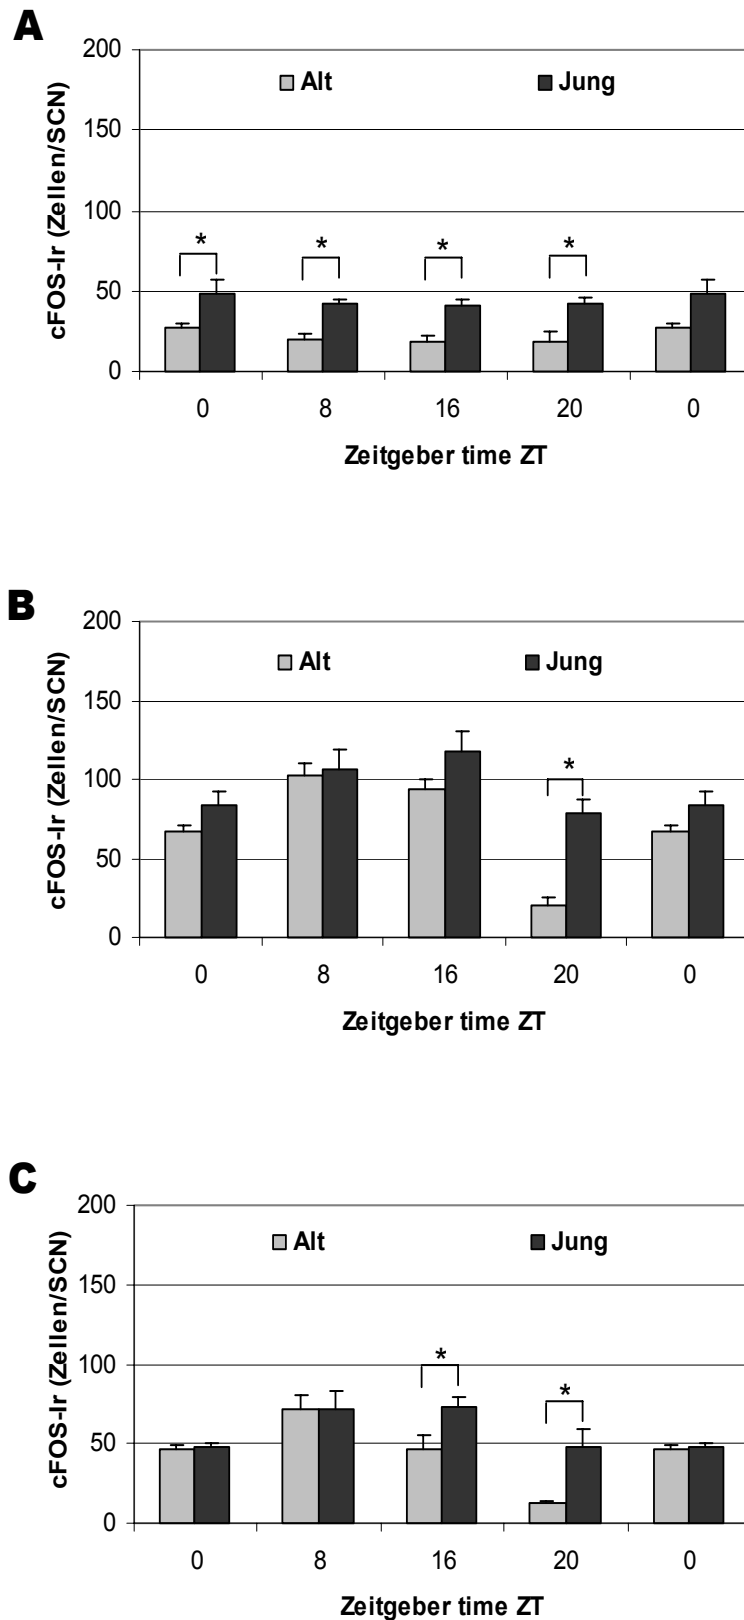 A
200
Alt Jung
150
100
* * * *
50
0
0 8 16 20 0
cFOS-Ir (Zellen/SCN)
Zeitgeber time ZT
B
200
Alt Jung
150
100
*
50
0
0 8 16 20 0
cFOS-Ir (Zellen/SCN)
Zeitgeber time ZT
C
200
Alt Jung
150
100
* *
50
0
0 8 16 20 0
cFOS-Ir (Zellen/SCN)
Zeitgeber time ZT